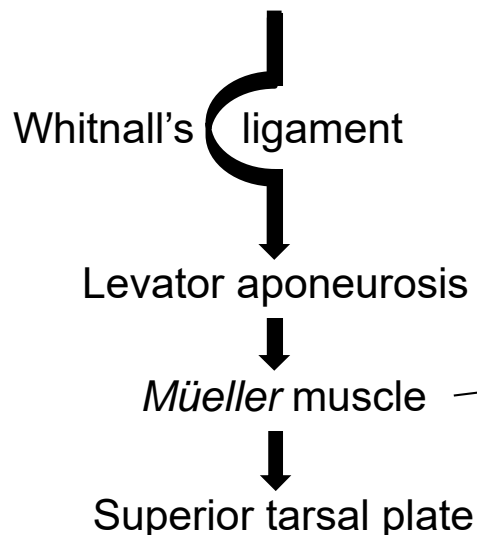 Whitnall’s ligament
Levator aponeurosis
Müeller muscle
Superior tarsal plate